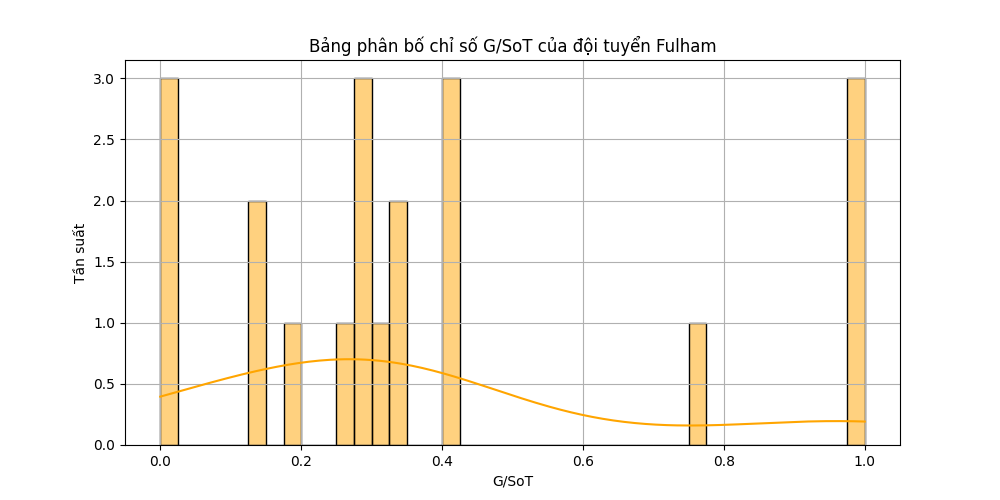 Bảng phân bố chỉ số G/SoT của đội tuyển Fulham
3.0
2.5
2.0
1.5
1.0
0.5
0.0
Tần suất
0.0 0.2 0.4 0.6 0.8 1.0
G/SoT